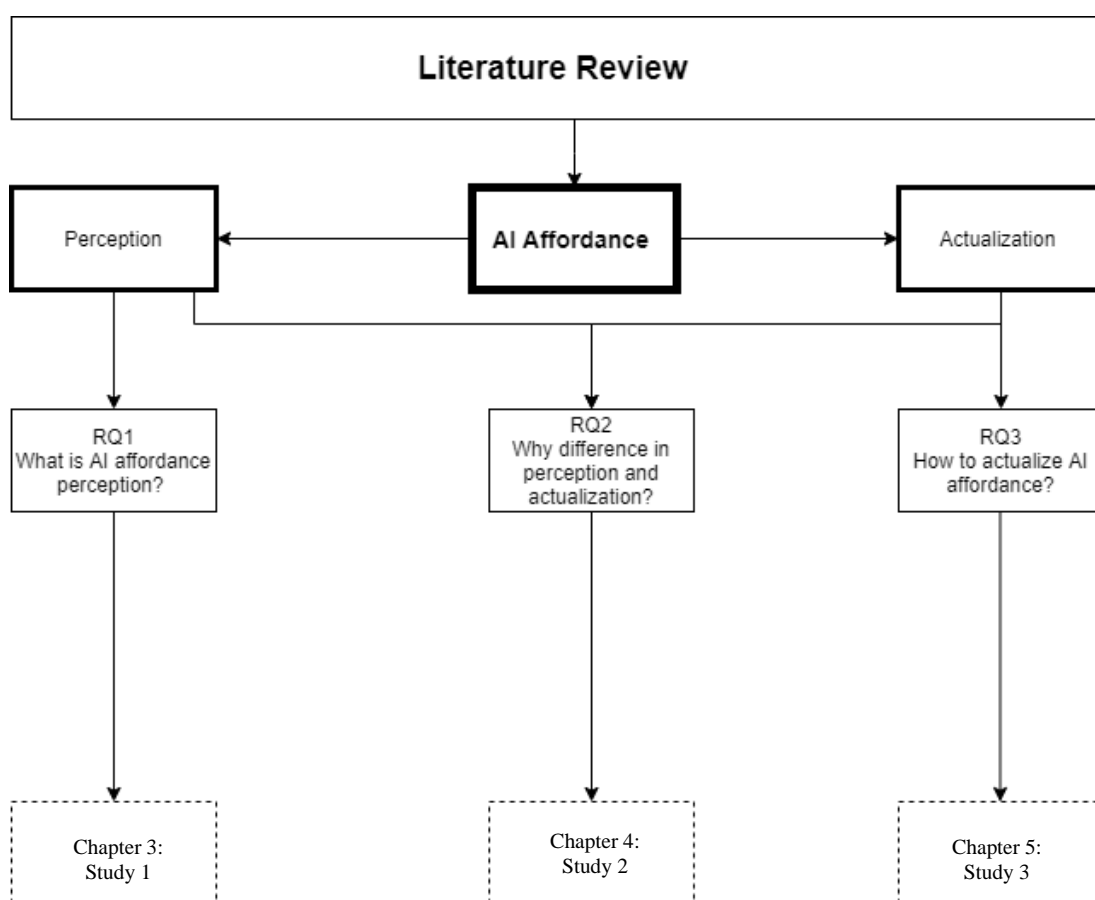 Literature Review
Perception
AI Affordance
Actualization
RQ1
What is AI affordance
perception?
RQ2
Why difference in
perception and
actualization?
RQ3
How to actualize AI
affordance?
Chapter 3:
Study 1
Chapter 4:
Study 2
Chapter 5:
Study 3